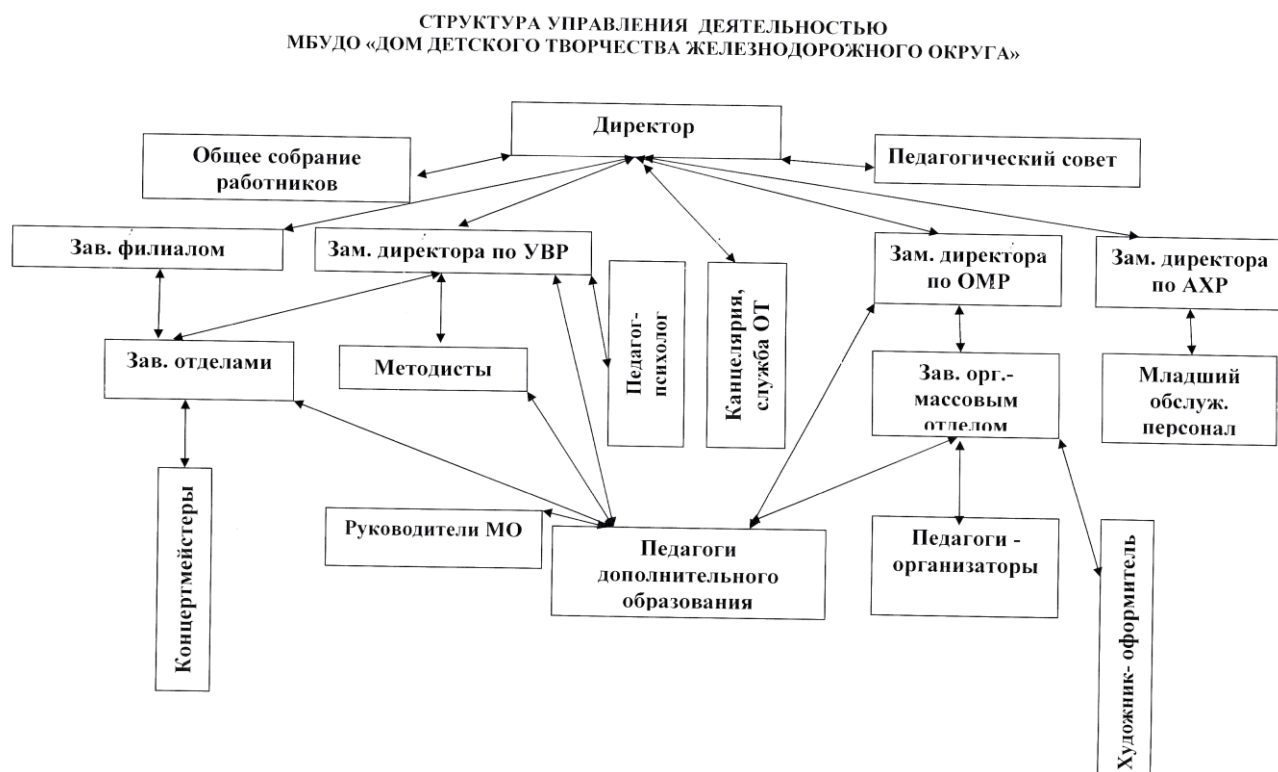 СТРУКТУРА УПРАВЛЕНИЯ ДЕЯТЕЛЬНОСТЬЮ
МБУДО «ДОМ ДЕТСКОГО ТВОРЧЕСТВА ЖЕЛЕЗНОДОРОЖНОГО ОКРУГА»
Директор
Общее собрание
работников
Педагогический совет
Зав. филиалом
Зам. директора по УВР
Зам. директора
по ОМР
Зам. директора
по АХР
Педагог-
психолог
Канцелярия,
служба ОТ
Зав. отделами
Методисты
Зав. орг.-
массовым
отделом
Младший
обслуж.
персонал
Концертмейстеры
Руководители МО
Педагоги
дополнительного
образования
Педагоги -
организаторы
Художник- оформитель